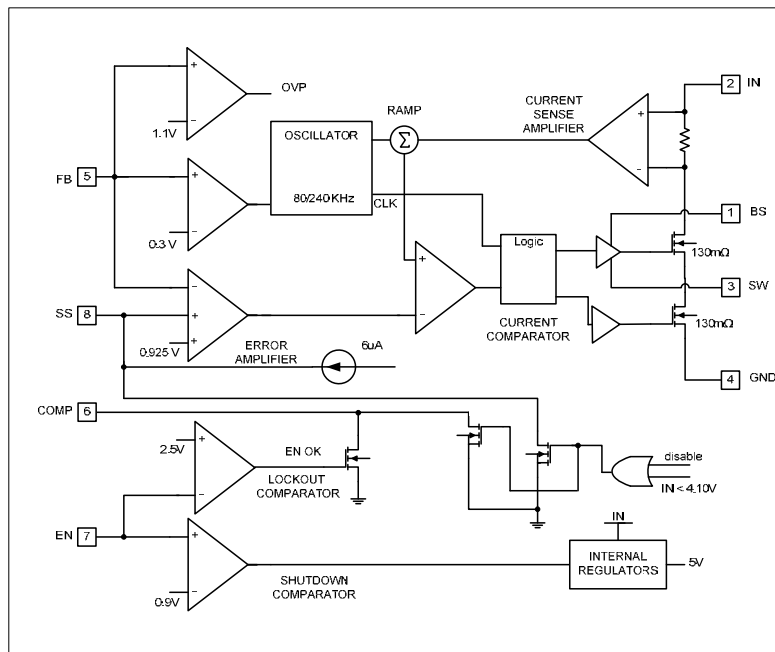 OVP
1.1V
FB 5
OSCILLATOR
80/240KHz
CLK
RAMP
Σ
CURRENT
SENSE
AMPLIFIER
2 IN
+
-
+
-
+
-
0.3 V
1 BS
Logic
130mΩ
3 SW
+
-
CURRENT
COMPARATOR
130mΩ
4 GND
SS 8
-
+
+
0.925 V
ERROR
AMPLIFIER
6uA
COMP 6
2.5V
+
-
EN OK
LOCKOUT
COMPARATOR
disable
IN < 4.10V
EN 7
+
-
0.9V
SHUTDOWN
COMPARATOR
IN
INTERNAL
REGULATORS
5V